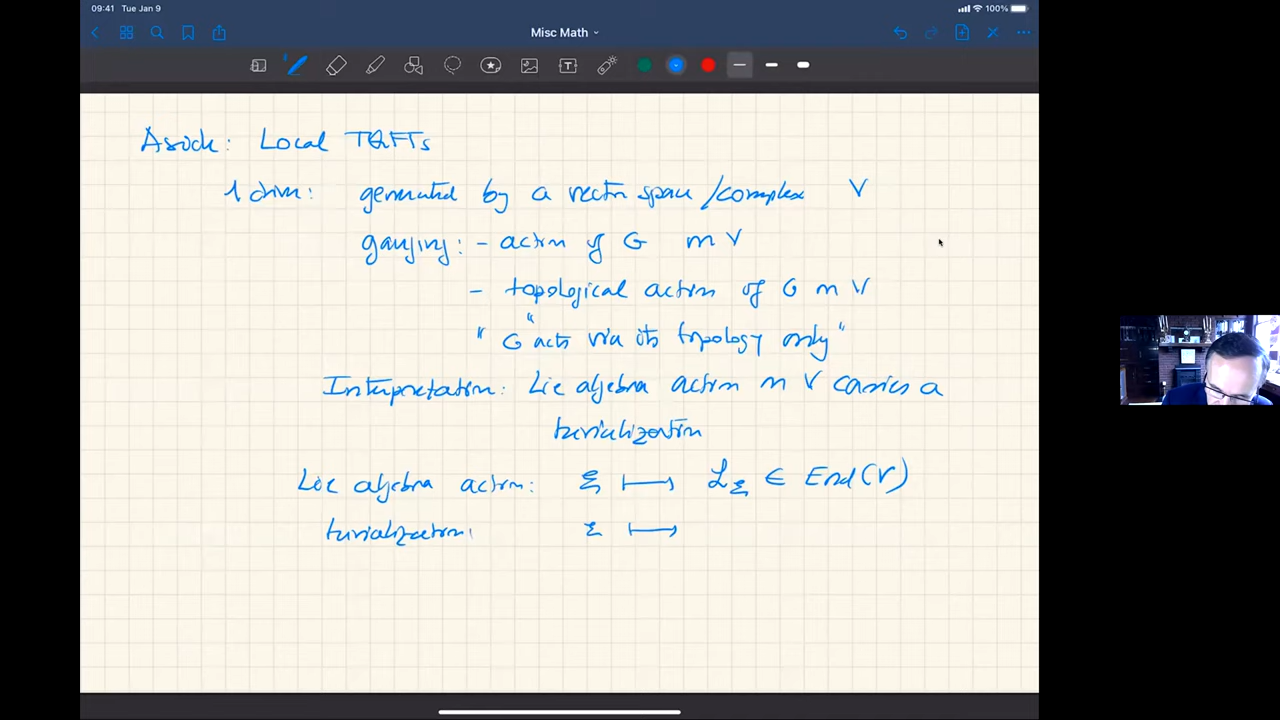 09:41 Tue Jan 9
100%
Misc Math
Aside: Local TQFTs
1 dim: generated by a vector space/complex V
gauging: - action of G on V
- topological action of G on V
"G "acts via its topology only"
Interpretation: Lie algebra action on V carries a
trivialization
Lie algebra action: ξ ⟼ L_ξ ∈ End(V)
trivialization: ξ ⟼